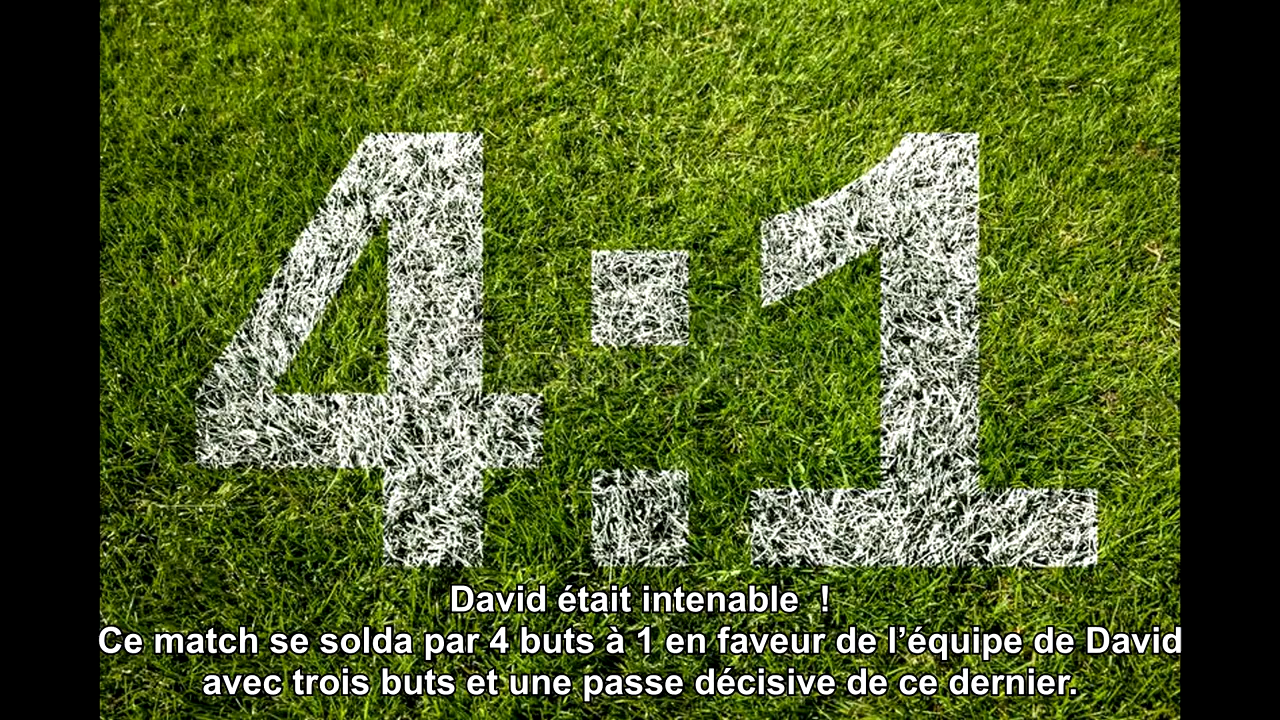 4:1
David était intenable  !
Ce match se solda par 4 buts à 1 en faveur de l’équipe de David
avec trois buts et une passe décisive de ce dernier.